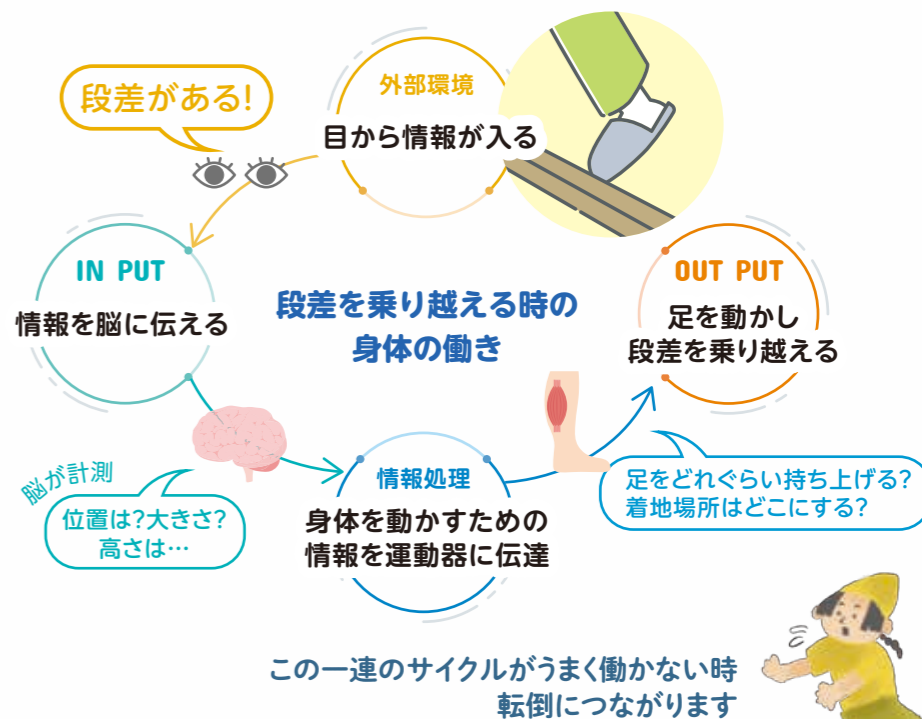 外部環境
目から情報が入る
段差がある!
IN PUT
情報を脳に伝える
段差を乗り越える時の
身体の働き
脳が計測
位置は?大きさ?
高さは…
情報処理
身体を動かすための
情報を運動器に伝達
OUT PUT
足を動かし
段差を乗り越える
足をどれぐらい持ち上げる?
着地場所はどこにする?
この一連のサイクルがうまく働かない時
転倒につながります